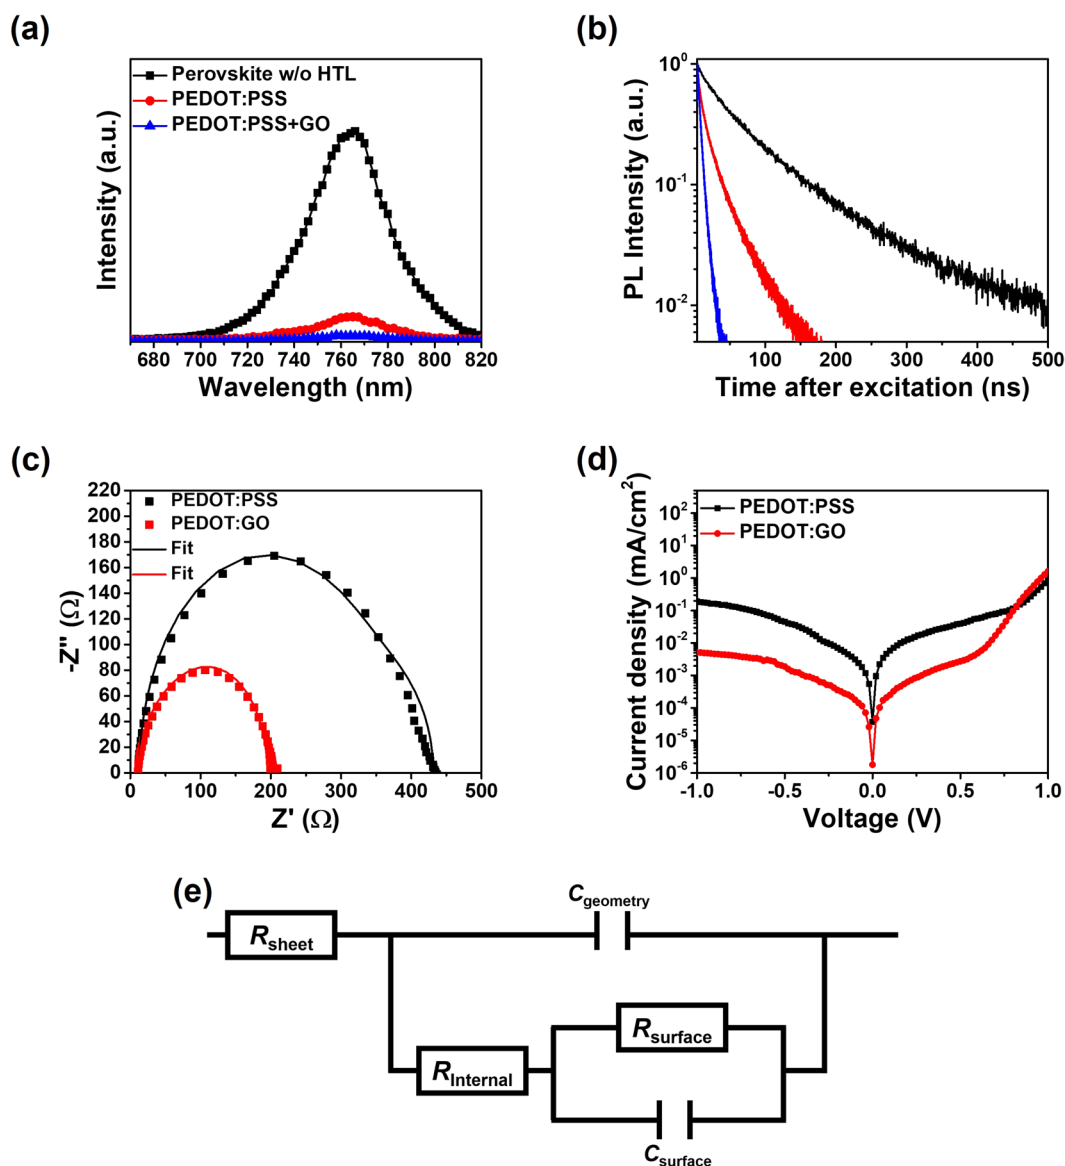 (a)
Perovskite w/o HTL
PEDOT:PSS
PEDOT:PSS+GO
Intensity (a.u.)
680 700 720 740 760 780 800 820
Wavelength (nm)
(b)
PL Intensity (a.u.)
10⁰
10⁻¹
10⁻²
100 200 300 400 500
Time after excitation (ns)
(c)
-Z" (Ω)
220
200
180
160
140
120
100
80
60
40
20
0
PEDOT:PSS
PEDOT:GO
Fit
Fit
0 100 200 300 400 500
Z' (Ω)
(d)
Current density (mA/cm²)
10²
10¹
10⁰
10⁻¹
10⁻²
10⁻³
10⁻⁴
10⁻⁵
10⁻⁶
PEDOT:PSS
PEDOT:GO
-1.0 -0.5 0.0 0.5 1.0
Voltage (V)
(e)
Cgeometry
Rsheet
Rsurface
RInternal
Csurface